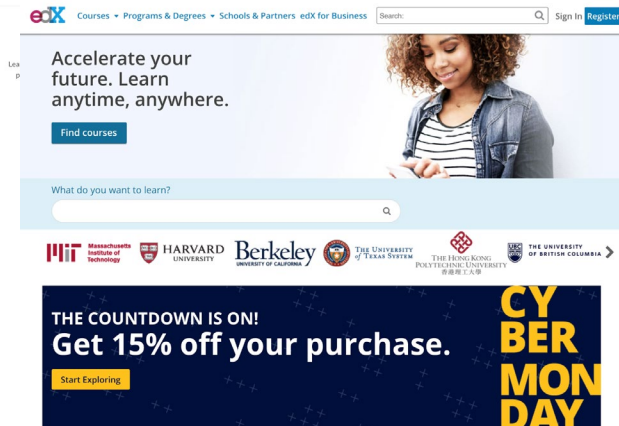 Lea
p
edX Courses Programs & Degrees Schools & Partners edX for Business Search: Sign In Register
Accelerate your
future. Learn
anytime, anywhere.
Find courses
What do you want to learn?
Massachusetts
Institute of
Technology
HARVARD
UNIVERSITY
Berkeley
UNIVERSITY OF CALIFORNIA
THE UNIVERSITY
of TEXAS SYSTEM
THE HONG KONG
POLYTECHNIC UNIVERSITY
香港理工大學
UBC
THE UNIVERSITY
OF BRITISH COLUMBIA
THE COUNTDOWN IS ON!
Get 15% off your purchase.
Start Exploring
CY
BER
MON
DAY